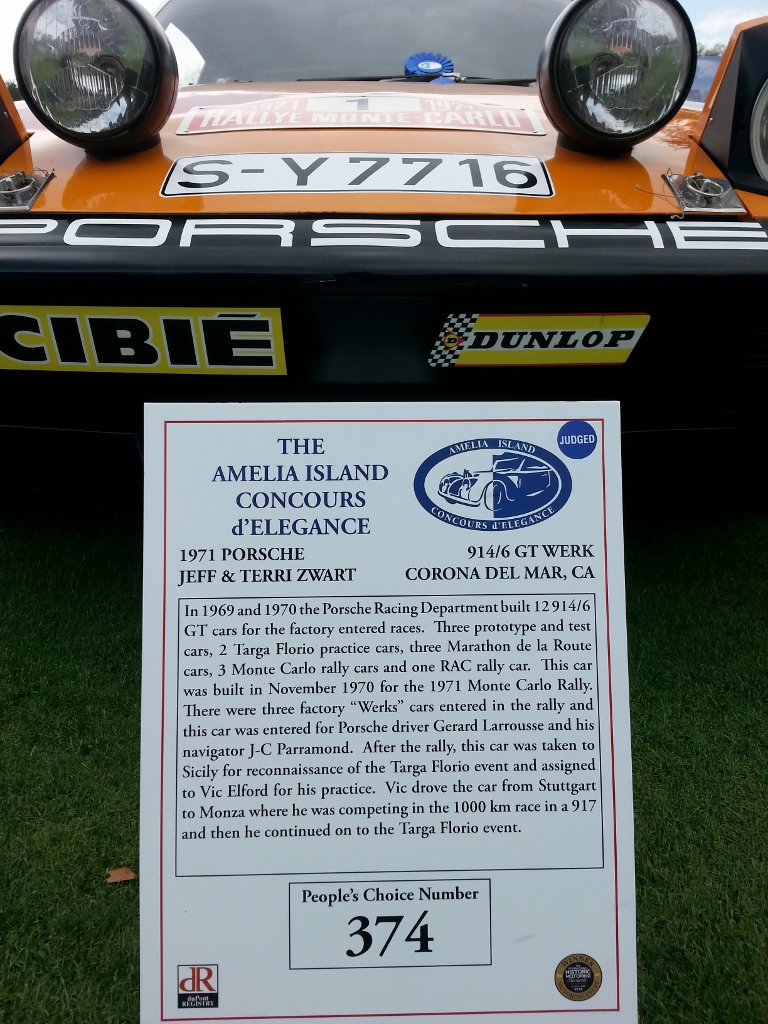 1971 1 1971
RALLYE MONTE-CARLO
S-Y 7716
PORSCHE
CIBIÉ
D DUNLOP
JUDGED
THE
AMELIA ISLAND
CONCOURS
d'ELEGANCE
AMELIA ISLAND
CONCOURS d'ELEGANCE
1971 PORSCHE 914/6 GT WERK
JEFF & TERRI ZWART CORONA DEL MAR, CA
In 1969 and 1970 the Porsche Racing Department built 12 914/6
GT cars for the factory entered races. Three prototype and test
cars, 2 Targa Florio practice cars, three Marathon de la Route
cars, 3 Monte Carlo rally cars and one RAC rally car. This car
was built in November 1970 for the 1971 Monte Carlo Rally.
There were three factory “Werks” cars entered in the rally and
this car was entered for Porsche driver Gerard Larrousse and his
navigator J-C Parramond. After the rally, this car was taken to
Sicily for reconnaissance of the Targa Florio event and assigned
to Vic Elford for his practice. Vic drove the car from Stuttgart
to Monza where he was competing in the 1000 km race in a 917
and then he continued on to the Targa Florio event.
People's Choice Number
374
dR
duPont
REGISTRY
WINNER
HISTORIC
MOTORING